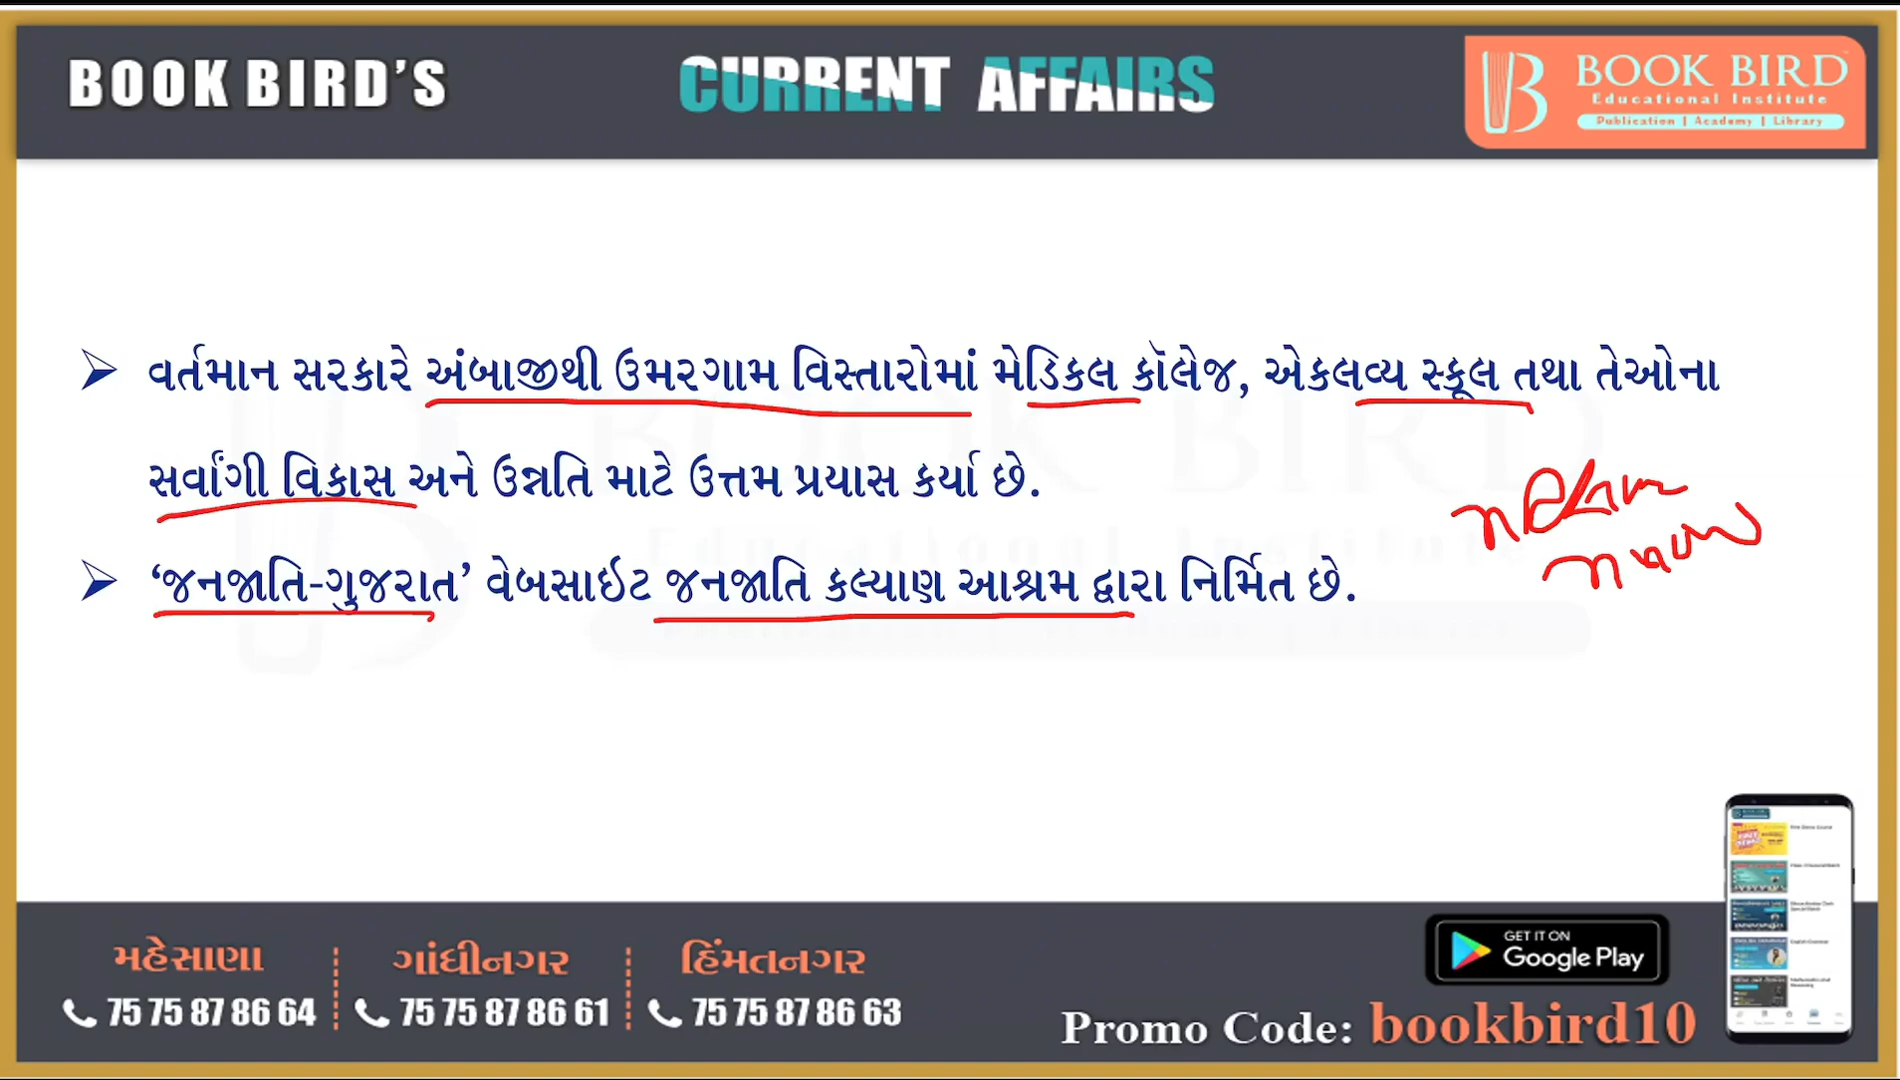 BOOK BIRD'S
CURRENT AFFAIRS
BOOK BIRD
Educational Institute
Publication | Academy | Library
➢ વર્તમાન સરકારે અંબાજીથી ઉમરગામ વિસ્તારોમાં મેડિકલ કૉલેજ, એકલવ્ય સ્કૂલ તથા તેઓના
સર્વાંગી વિકાસ અને ઉન્નતિ માટે ઉત્તમ પ્રયાસ કર્યા છે.
➢ ‘જનજાતિ-ગુજરાત’ વેબસાઇટ જનજાતિ કલ્યાણ આશ્રમ દ્વારા નિર્મિત છે.
મહેસાણા
75 75 87 86 64
ગાંધીનગર
75 75 87 86 61
હિંમતનગર
75 75 87 86 63
GET IT ON
Google Play
Promo Code: bookbird10